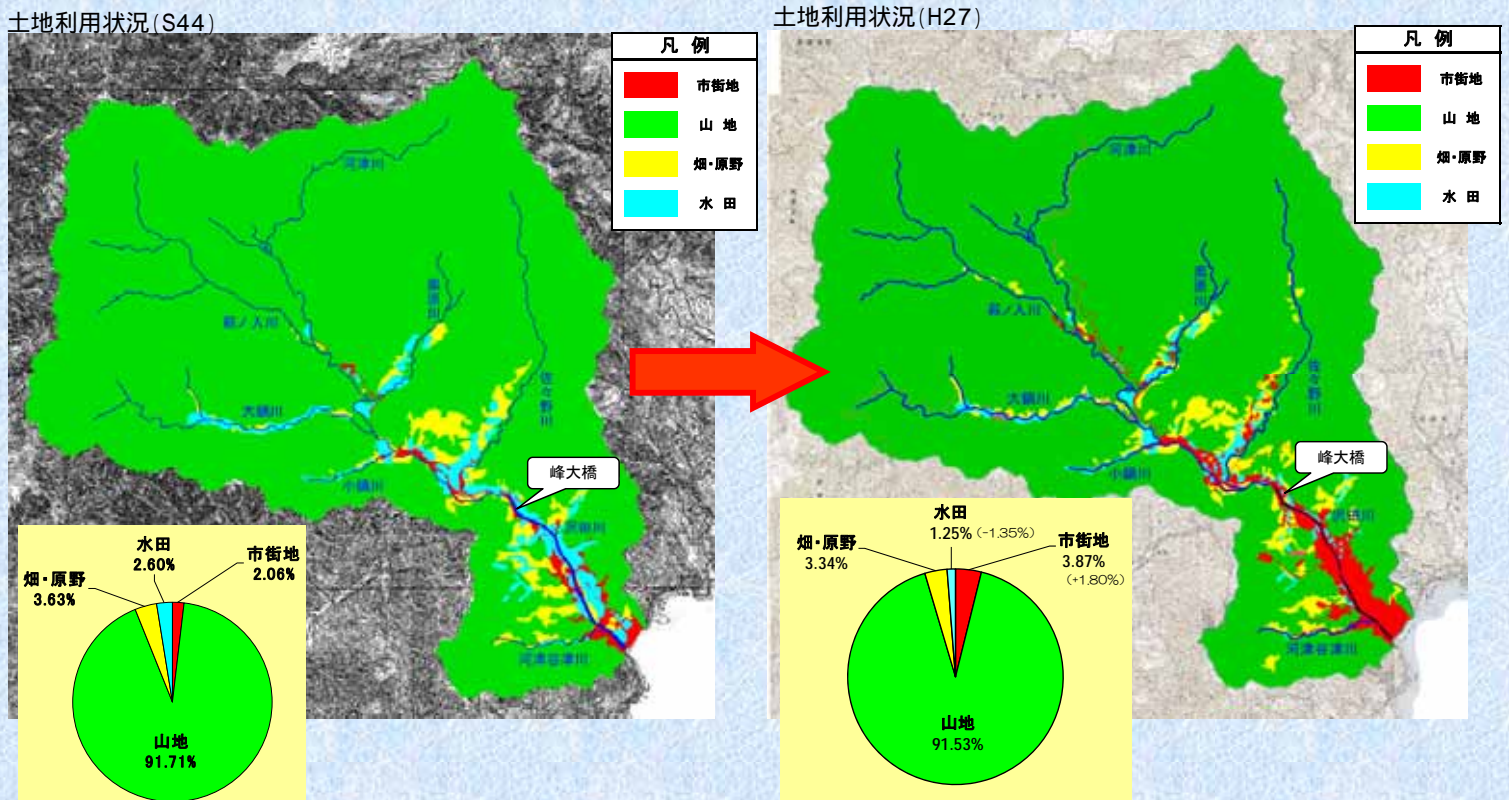 土地利用状況(S44)
凡 例
市街地
山 地
畑・原野
水 田
河津川
萩ノ入川
大鍋川
小鍋川
佐々野川
峰大橋
河津谷津川
水田
2.60%
市街地
2.06%
畑・原野
3.63%
山地
91.71%
土地利用状況(H27)
凡 例
市街地
山 地
畑・原野
水 田
河津川
萩ノ入川
大鍋川
小鍋川
佐々野川
峰大橋
河津谷津川
水田
1.25% (-1.35%)
市街地
3.87%
(+1.80%)
畑・原野
3.34%
山地
91.53%